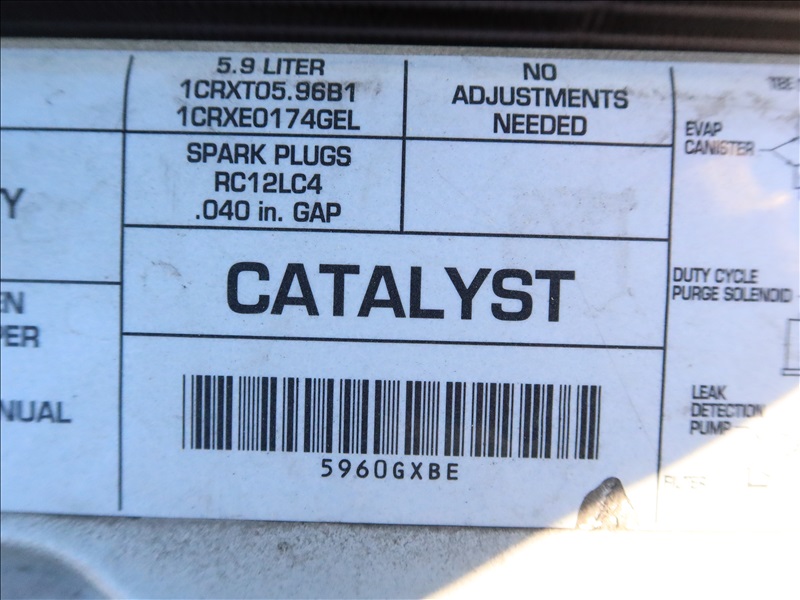 5.9 LITER
1CRXT05.96B1
1CRXE0174GEL
NO
ADJUSTMENTS
NEEDED
SPARK PLUGS
RC12LC4
.040 in. GAP
EVAP
CANISTER
Y
CATALYST
DUTY CYCLE
PURGE SOLENOID
EN
PER
NUAL
LEAK
DETECTION
PUMP
5960GXBE
FILTER